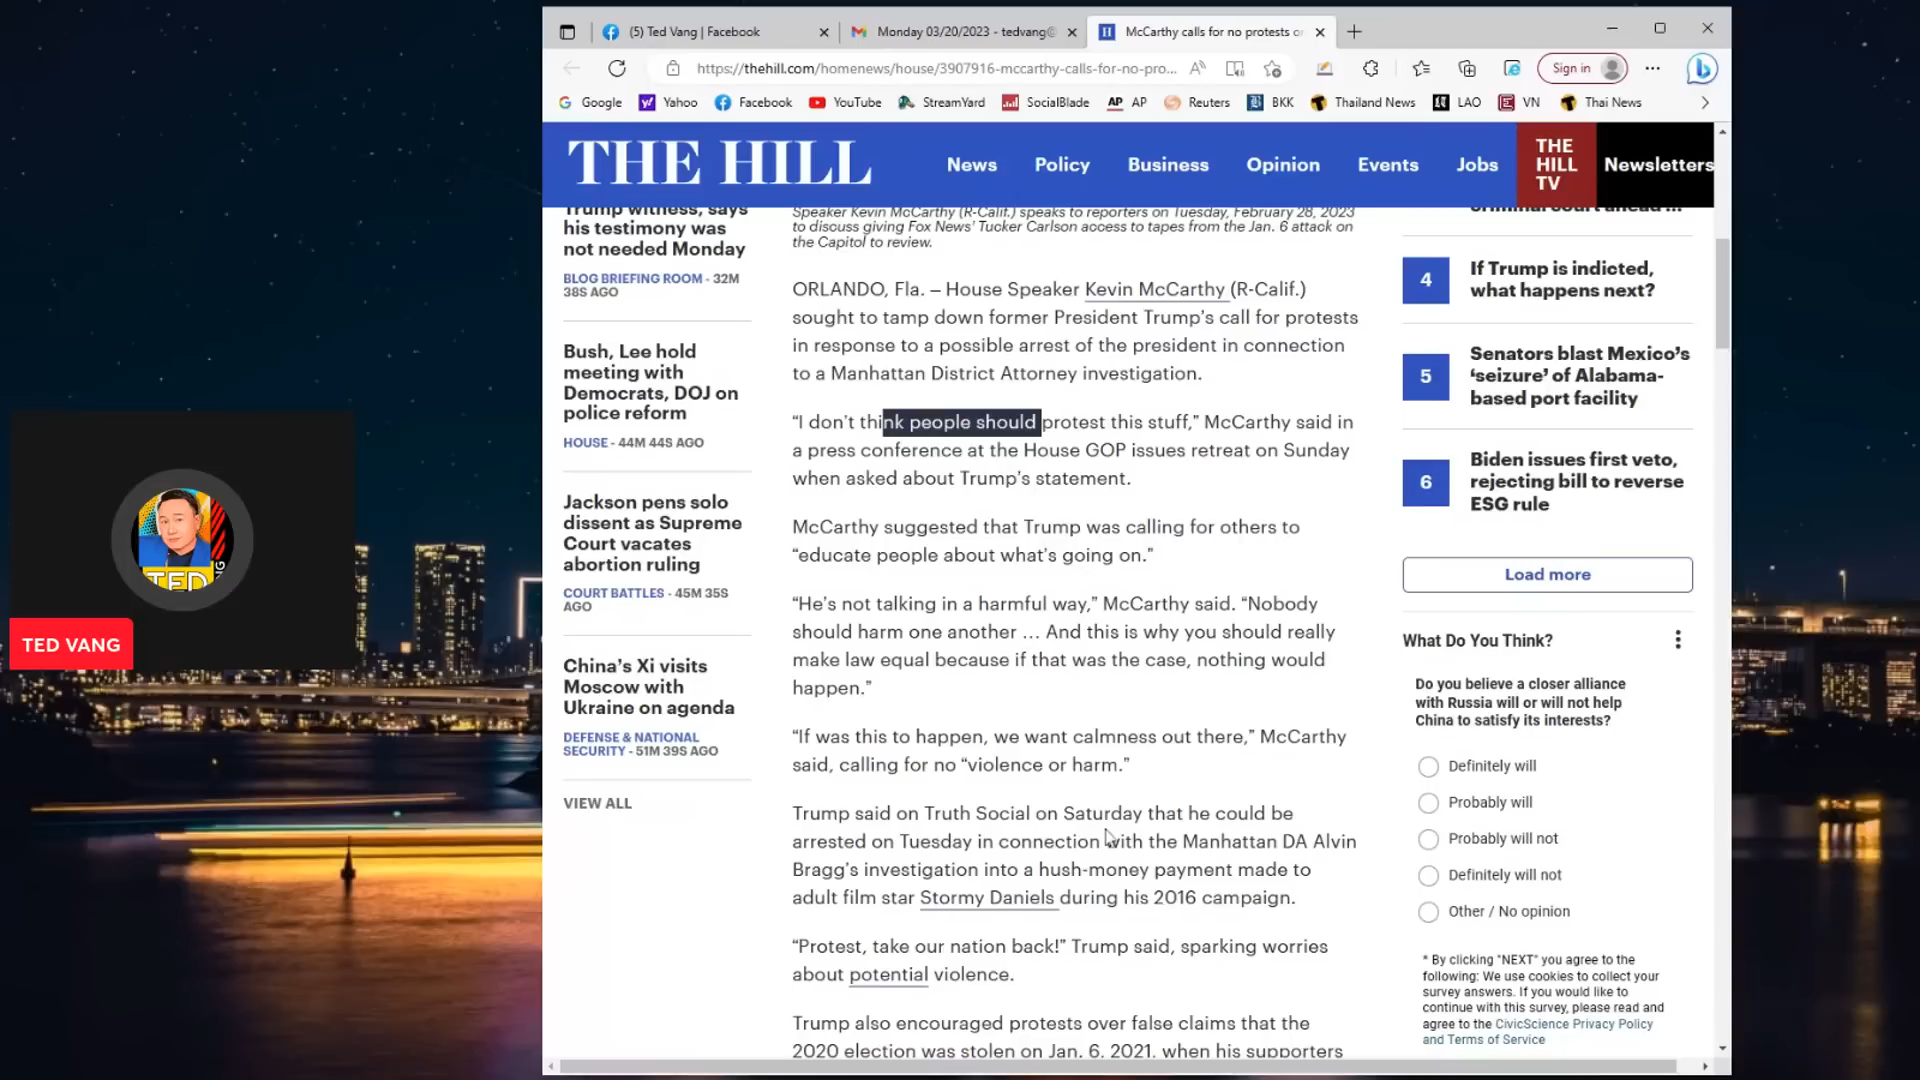 (5) Ted Vang | Facebook
Monday 03/20/2023 - tedvang@
McCarthy calls for no protests or
https://thehill.com/homenews/house/3907916-mccarthy-calls-for-no-pro...
Sign in
Google
Yahoo
Facebook
YouTube
StreamYard
SocialBlade
AP AP
Reuters
BKK
Thailand News
LAO
VN
Thai News
THE HILL
News
Policy
Business
Opinion
Events
Jobs
THE
HILL
TV
Newsletters
Trump witness, says
his testimony was
not needed Monday
BLOG BRIEFING ROOM - 32M
38S AGO
Bush, Lee hold
meeting with
Democrats, DOJ on
police reform
HOUSE - 44M 44S AGO
Jackson pens solo
dissent as Supreme
Court vacates
abortion ruling
COURT BATTLES - 45M 35S
AGO
China's Xi visits
Moscow with
Ukraine on agenda
DEFENSE & NATIONAL
SECURITY - 51M 39S AGO
VIEW ALL
Speaker Kevin McCarthy (R-Calif.) speaks to reporters on Tuesday, February 28, 2023
to discuss giving Fox News' Tucker Carlson access to tapes from the Jan. 6 attack on
the Capitol to review.
ORLANDO, Fla. – House Speaker Kevin McCarthy (R-Calif.)
sought to tamp down former President Trump's call for protests
in response to a possible arrest of the president in connection
to a Manhattan District Attorney investigation.
“I don't think people should protest this stuff,” McCarthy said in
a press conference at the House GOP issues retreat on Sunday
when asked about Trump's statement.
McCarthy suggested that Trump was calling for others to
“educate people about what's going on.”
“He's not talking in a harmful way,” McCarthy said. “Nobody
should harm one another … And this is why you should really
make law equal because if that was the case, nothing would
happen.”
“If was this to happen, we want calmness out there,” McCarthy
said, calling for no “violence or harm.”
Trump said on Truth Social on Saturday that he could be
arrested on Tuesday in connection with the Manhattan DA Alvin
Bragg's investigation into a hush-money payment made to
adult film star Stormy Daniels during his 2016 campaign.
“Protest, take our nation back!” Trump said, sparking worries
about potential violence.
Trump also encouraged protests over false claims that the
2020 election was stolen on Jan. 6, 2021, when his supporters
criminal court ahead ...
4
If Trump is indicted,
what happens next?
5
Senators blast Mexico's
‘seizure’ of Alabama-
based port facility
6
Biden issues first veto,
rejecting bill to reverse
ESG rule
Load more
What Do You Think?
Do you believe a closer alliance
with Russia will or will not help
China to satisfy its interests?
Definitely will
Probably will
Probably will not
Definitely will not
Other / No opinion
* By clicking "NEXT" you agree to the
following: We use cookies to collect your
survey answers. If you would like to
continue with this survey, please read and
agree to the CivicScience Privacy Policy
and Terms of Service
TED
TED VANG